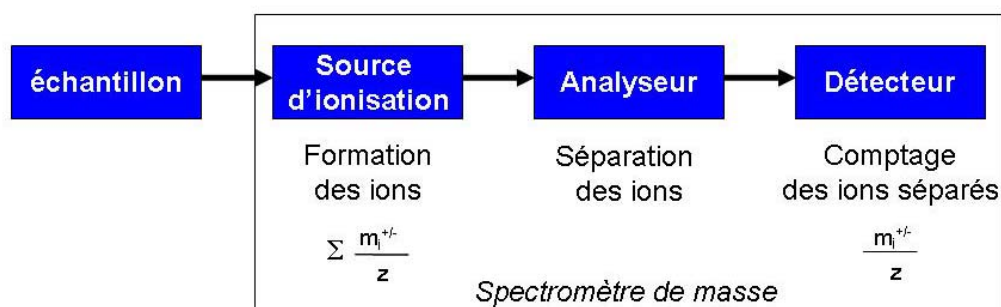 échantillon
Source
d'ionisation
Analyseur
Détecteur
Formation
des ions
Séparation
des ions
Comptage
des ions séparés
Σ mᵢ⁺/⁻
z
mᵢ⁺/⁻
z
Spectromètre de masse